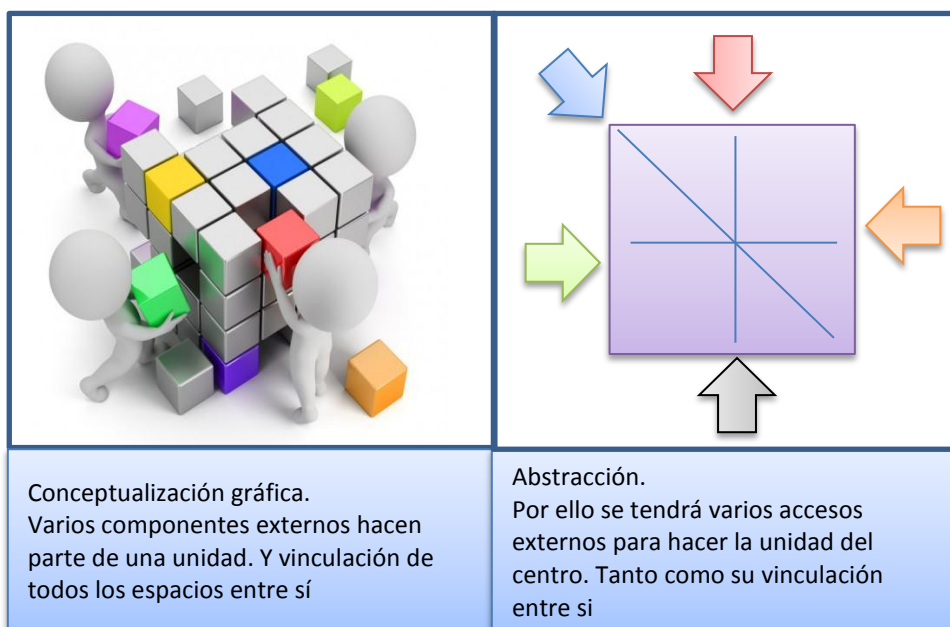 Conceptualización gráfica.
Varios componentes externos hacen
parte de una unidad. Y vinculación de
todos los espacios entre sí
Abstracción.
Por ello se tendrá varios accesos
externos para hacer la unidad del
centro. Tanto como su vinculación
entre si